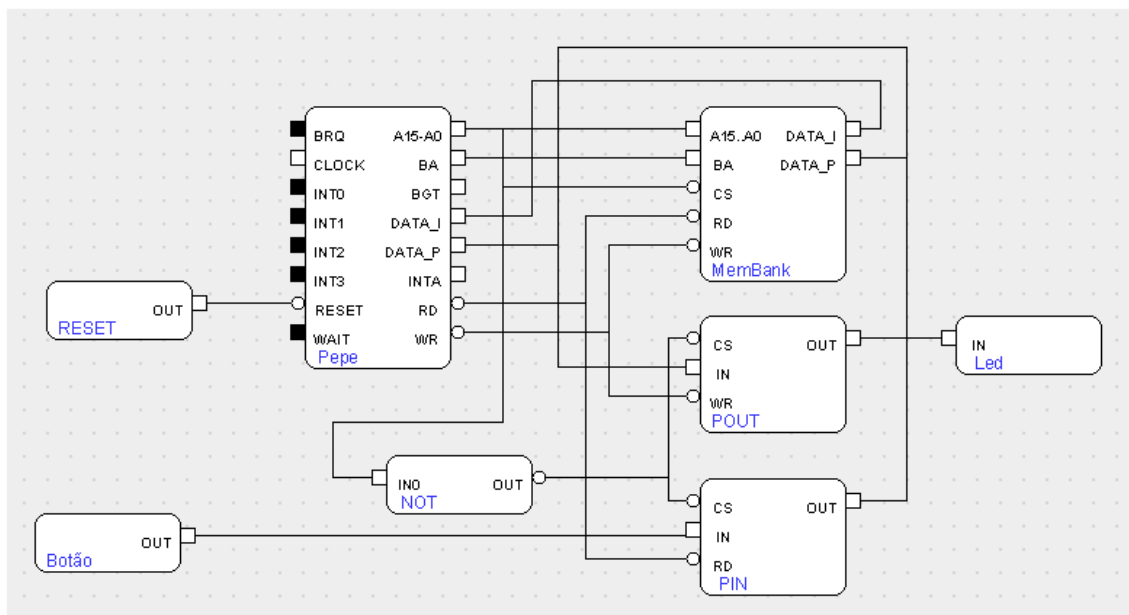 BRQ
CLOCK
INT0
INT1
INT2
INT3
RESET
WAIT
A15-A0
BA
BGT
DATA_I
DATA_P
INTA
RD
WR
Pepe
A15..A0
BA
CS
RD
WR
DATA_I
DATA_P
MemBank
OUT
RESET
CS
IN
WR
OUT
POUT
IN
Led
IN0
OUT
NOT
CS
IN
RD
OUT
PIN
OUT
Botão